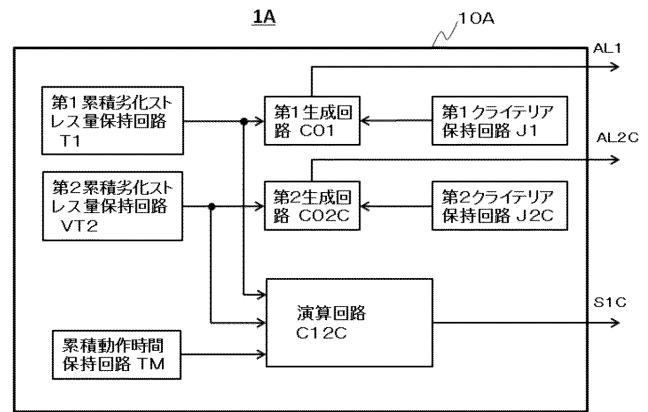 1A
10A
AL1
第1累積劣化スト
レス量保持回路
T1
第1生成回
路 C01
第1クライテリア
保持回路 J1
AL2C
第2累積劣化スト
レス量保持回路
VT2
第2生成回
路 C02C
第2クライテリア
保持回路 J2C
演算回路
C12C
S1C
累積動作時間
保持回路 TM